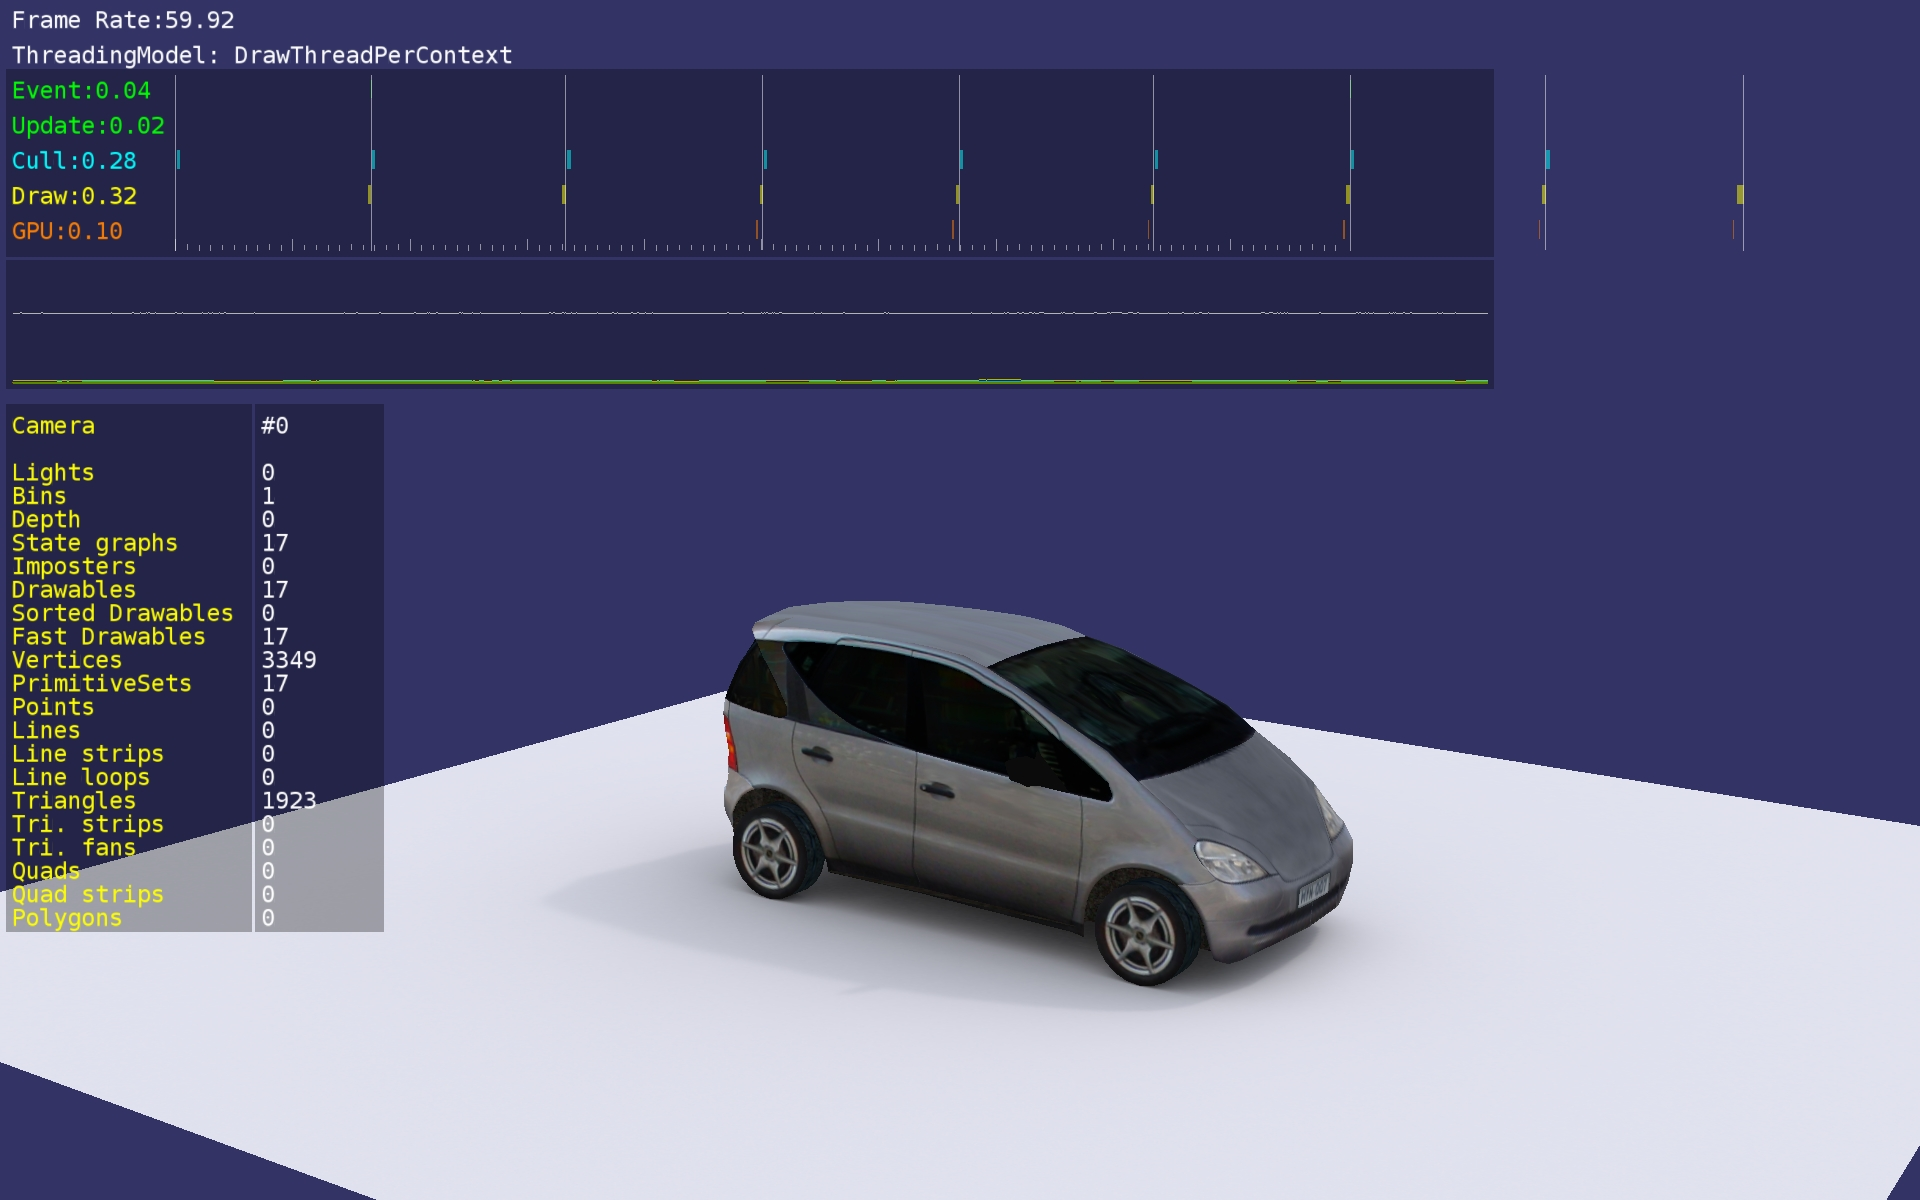 Frame Rate:59.92
ThreadingModel: DrawThreadPerContext
Event:0.04
Update:0.02
Cull:0.28
Draw:0.32
GPU:0.10
Camera #0
Lights 0
Bins 1
Depth 0
State graphs 17
Imposters 0
Drawables 17
Sorted Drawables 0
Fast Drawables 17
Vertices 3349
PrimitiveSets 17
Points 0
Lines 0
Line strips 0
Line loops 0
Triangles 1923
Tri. strips 0
Tri. fans 0
Quads 0
Quad strips 0
Polygons 0